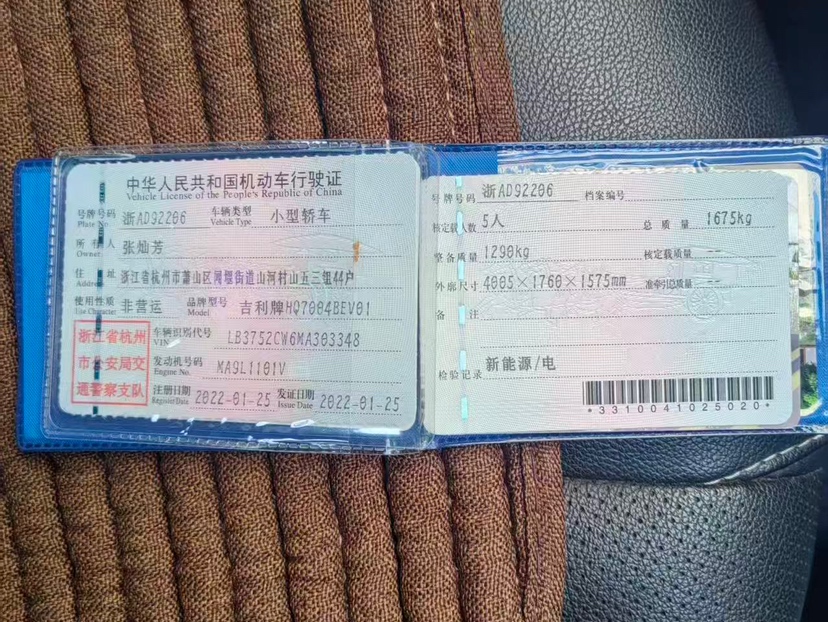 中华人民共和国机动车行驶证
Vehicle License of the People's Republic of China
号牌号码 Plate No. 浙AD92206 车辆类型 Vehicle Type 小型轿车
所有人 Owner 张灿芳
住址 Address 浙江省杭州市萧山区闻堰街道山河村山五三组44户
使用性质 Use Character 非营运 品牌型号 Model 吉利牌HQ7004BEV01
浙江省杭州市公安局交通警察支队
车辆识别代号 VIN LB3752CW6MA303348
发动机号码 Engine No. MA9L1101V
注册日期 Register Date 2022-01-25 发证日期 Issue Date 2022-01-25
号牌号码 浙AD92206 档案编号
核定载人数 5人 总质量 1675kg
整备质量 1290kg 核定载质量 --
外廓尺寸 4005×1760×1575mm 准牵引总质量 --
备注
检验记录 新能源/电
*3310041025020*